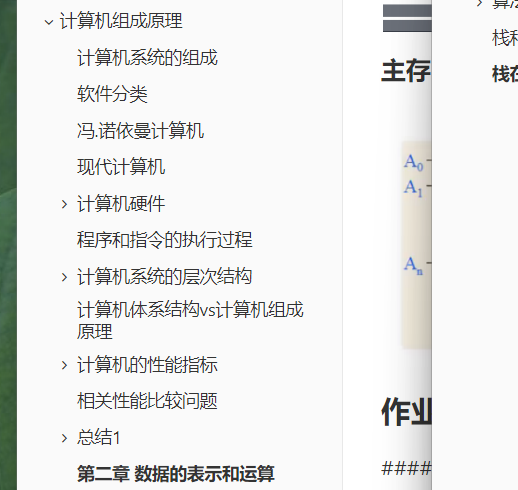 计算机组成原理
计算机系统的组成
软件分类
冯.诺依曼计算机
现代计算机
计算机硬件
程序和指令的执行过程
计算机系统的层次结构
计算机体系结构vs计算机组成
原理
计算机的性能指标
相关性能比较问题
总结1
第二章 数据的表示和运算
主存
A0
A1
An
作业
####
算法
栈和
栈在